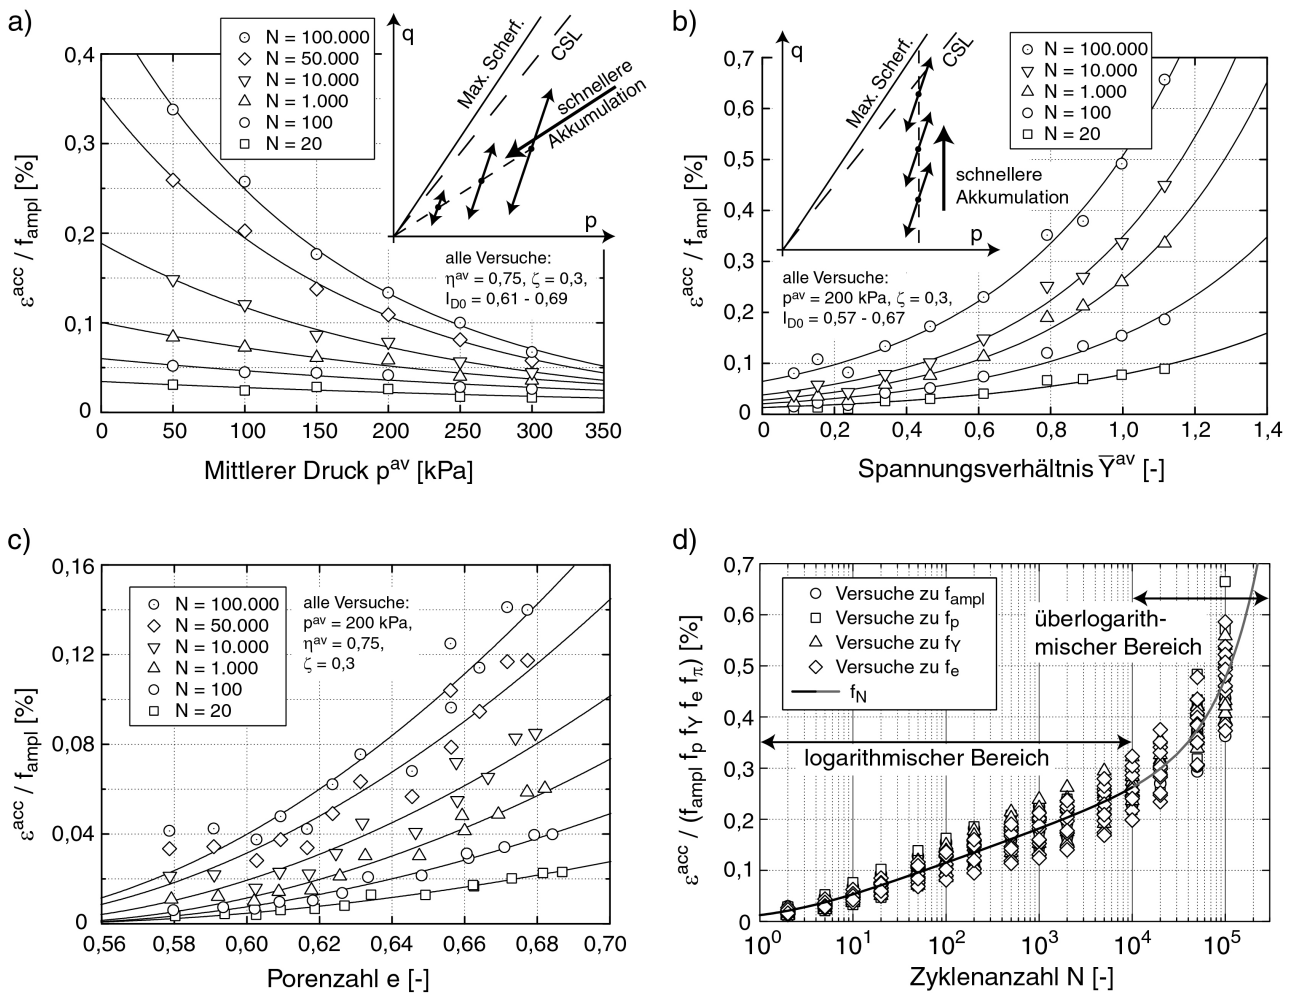 a)
0,4
0,3
0,2
0,1
0
ε^acc / f_ampl [%]
N = 100.000
N = 50.000
N = 10.000
N = 1.000
N = 100
N = 20
q
Max. Scherf.
CSL
schnellere
Akkumulation
p
alle Versuche:
η^av = 0,75, ζ = 0,3,
I_D0 = 0,61 - 0,69
0 50 100 150 200 250 300 350
Mittlerer Druck p^av [kPa]
b)
0,7
0,6
0,5
0,4
0,3
0,2
0,1
0
ε^acc / f_ampl [%]
q
Max. Scherf.
CSL
schnellere
Akkumulation
p
N = 100.000
N = 10.000
N = 1.000
N = 100
N = 20
alle Versuche:
p^av = 200 kPa, ζ = 0,3,
I_D0 = 0,57 - 0,67
0 0,2 0,4 0,6 0,8 1,0 1,2 1,4
Spannungsverhältnis Y̅^av [-]
c)
0,16
0,12
0,08
0,04
0
ε^acc / f_ampl [%]
N = 100.000
N = 50.000
N = 10.000
N = 1.000
N = 100
N = 20
alle Versuche:
p^av = 200 kPa,
η^av = 0,75,
ζ = 0,3
0,56 0,58 0,60 0,62 0,64 0,66 0,68 0,70
Porenzahl e [-]
d)
0,7
0,6
0,5
0,4
0,3
0,2
0,1
0
ε^acc / (f_ampl f_p f_Y f_e f_π) [%]
Versuche zu f_ampl
Versuche zu f_p
Versuche zu f_Y
Versuche zu f_e
f_N
überlogarith-
mischer Bereich
logarithmischer Bereich
10^0 10^1 10^2 10^3 10^4 10^5
Zyklenanzahl N [-]